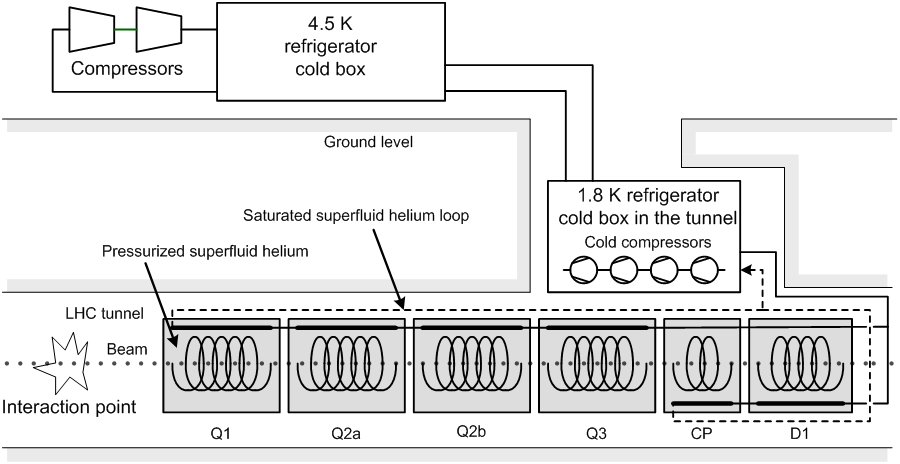 4.5 K
refrigerator
cold box
Compressors
Ground level
1.8 K refrigerator
cold box in the tunnel
Cold compressors
Saturated superfluid helium loop
Pressurized superfluid helium
LHC tunnel
Beam
Interaction point
Q1
Q2a
Q2b
Q3
CP
D1